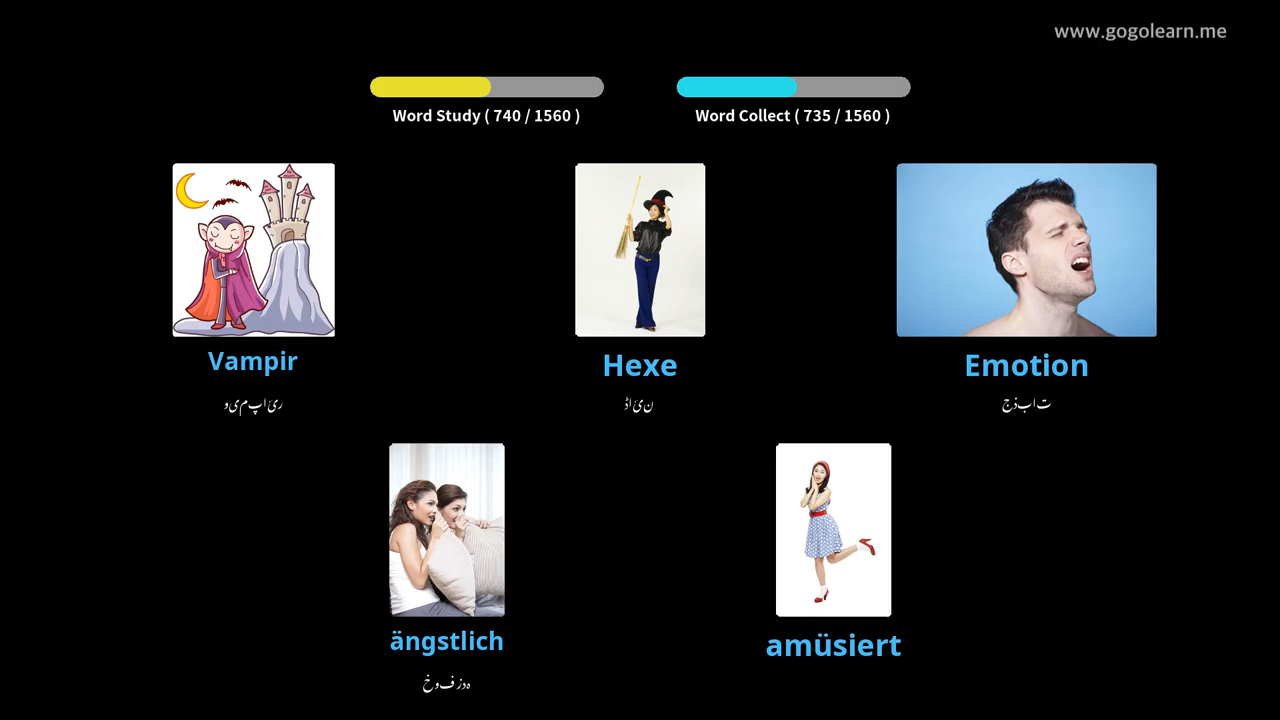 www.gogolearn.me
Word Study ( 740 / 1560 )
Word Collect ( 735 / 1560 )
Vampir
ویمپائر
Hexe
ڈائن
Emotion
جذبات
ängstlich
خوفزدہ
amüsiert